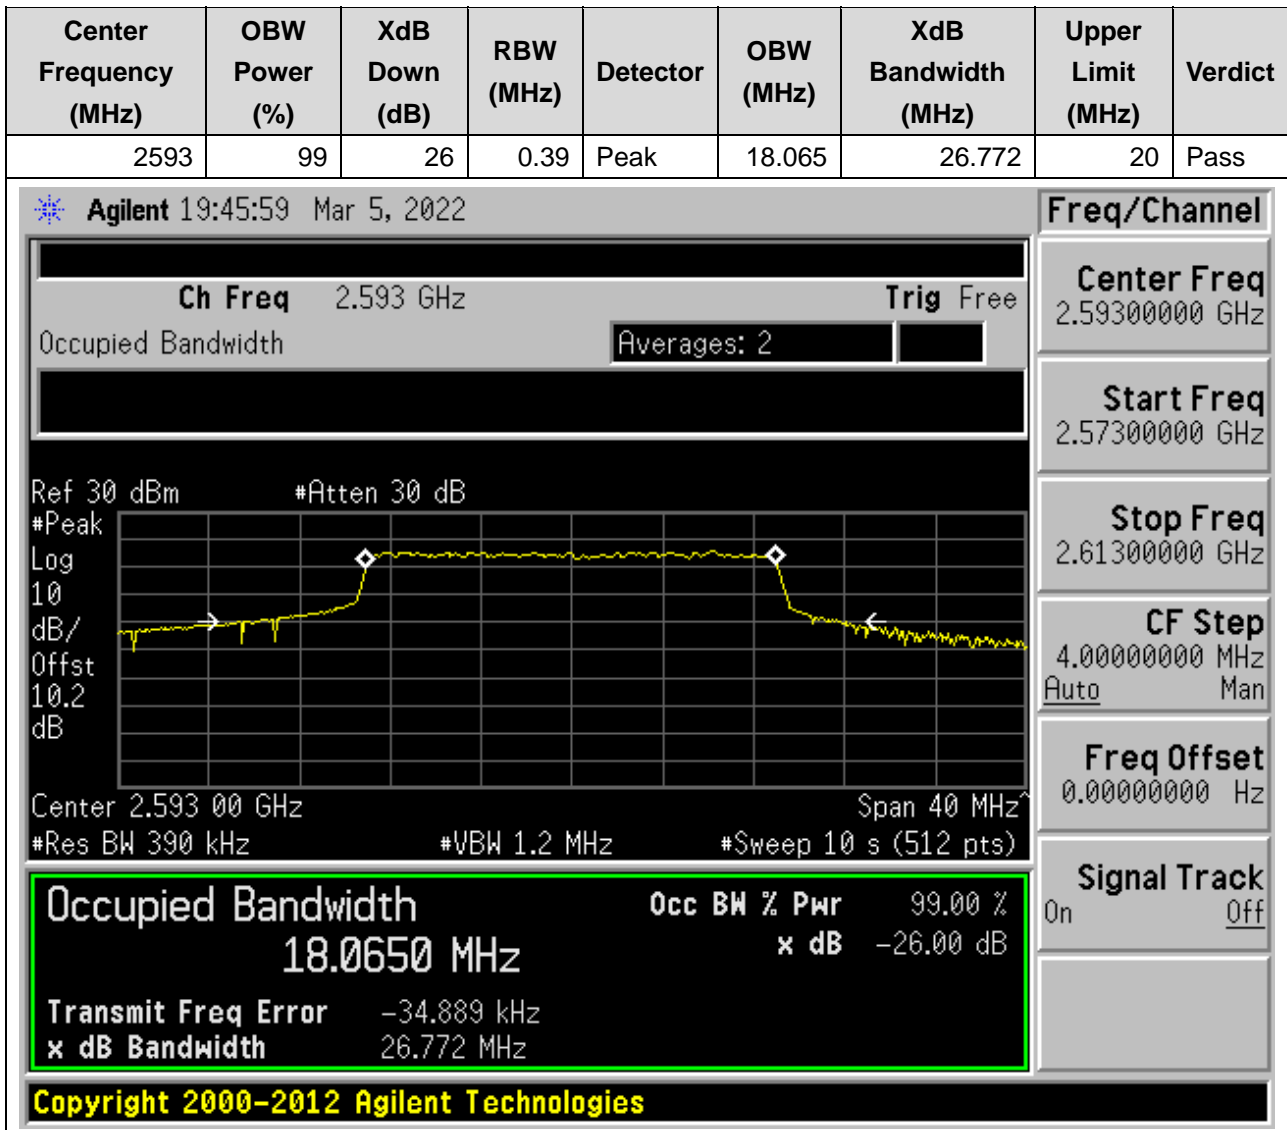 Center Frequency (MHz) OBW Power (%) XdB Down (dB) RBW (MHz) Detector OBW (MHz) XdB Bandwidth (MHz) Upper Limit (MHz) Verdict
2593 99 26 0.39 Peak 18.065 26.772 20 Pass
Agilent 19:45:59 Mar 5, 2022
Freq/Channel
Ch Freq 2.593 GHz Trig Free
Occupied Bandwidth Averages: 2
Ref 30 dBm #Atten 30 dB
#Peak
Log
10
dB/
Offst
10.2
dB
Center 2.593 00 GHz Span 40 MHz^
#Res BW 390 kHz #VBW 1.2 MHz #Sweep 10 s (512 pts)
Occupied Bandwidth Occ BW % Pwr 99.00 %
18.0650 MHz x dB -26.00 dB
Transmit Freq Error -34.889 kHz
x dB Bandwidth 26.772 MHz
Center Freq
2.59300000 GHz
Start Freq
2.57300000 GHz
Stop Freq
2.61300000 GHz
CF Step
4.00000000 MHz
Auto Man
Freq Offset
0.00000000 Hz
Signal Track
On Off
Copyright 2000-2012 Agilent Technologies